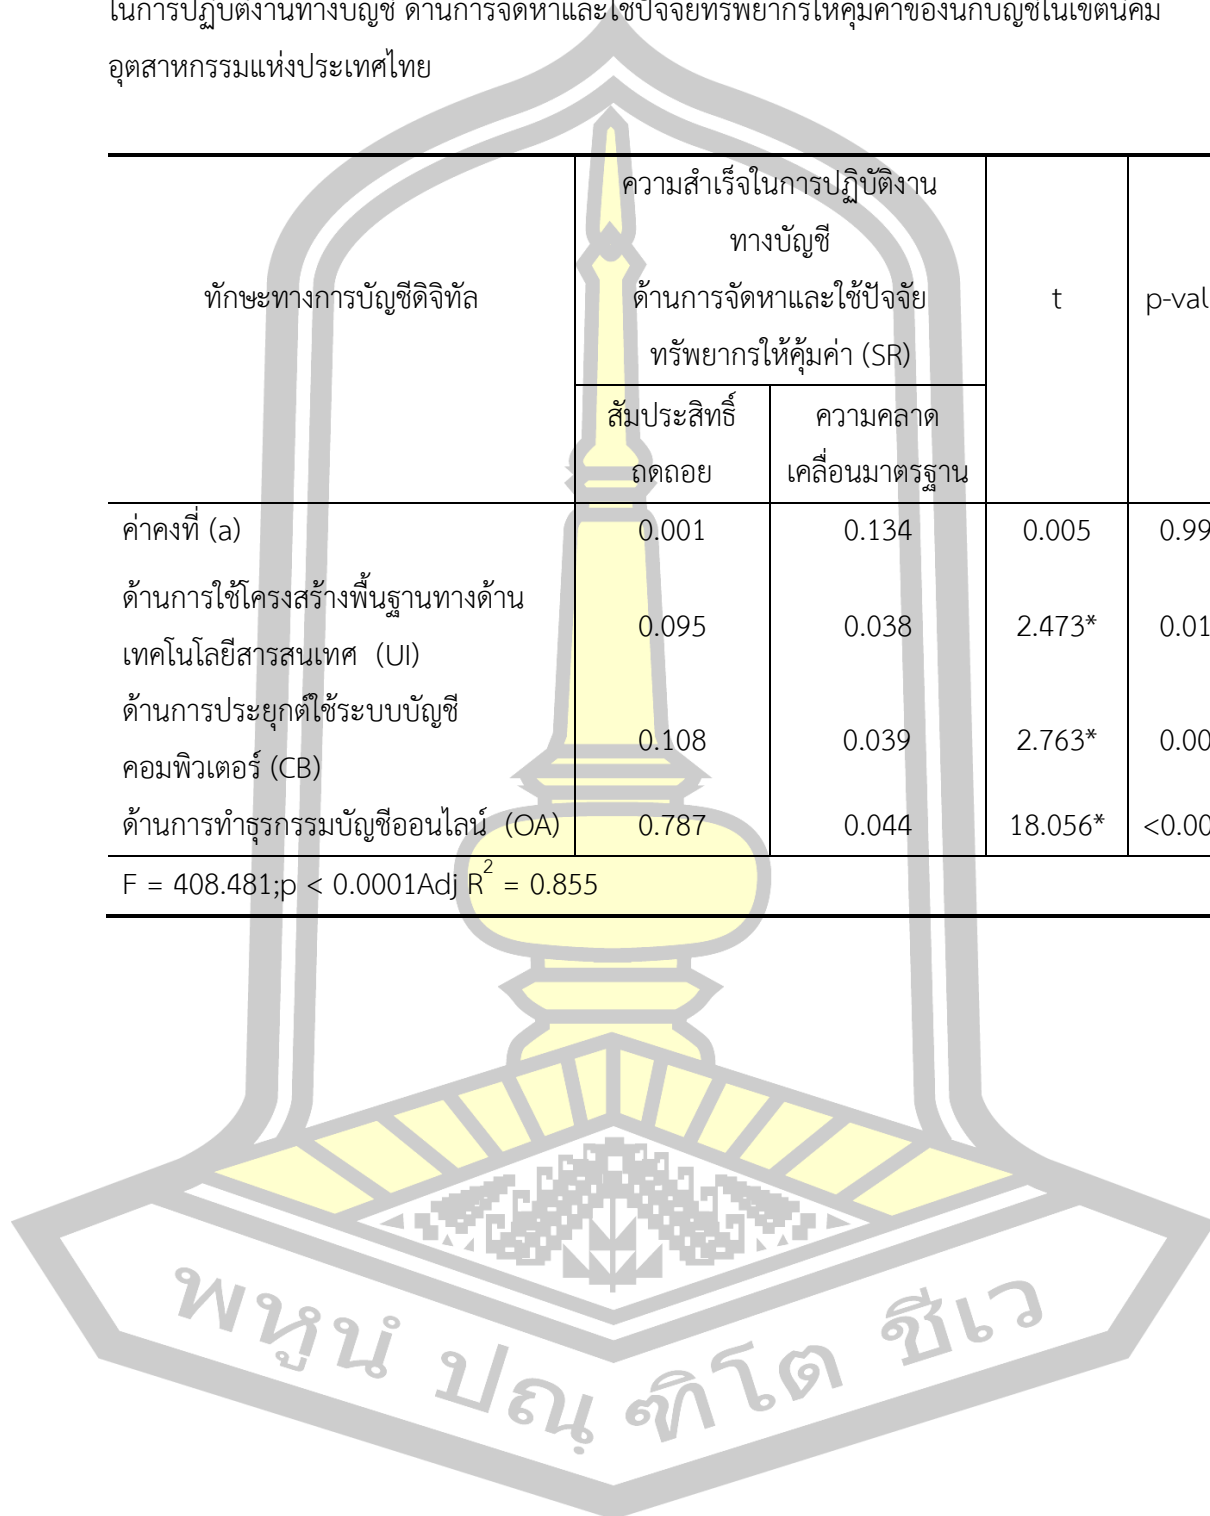 ในการปฏิบัติงานทางบัญชี ด้านการจัดหาและใช้ปัจจัยทรัพยากรให้คุ้มค่าของนักบัญชีในเขตนิคม
อุตสาหกรรมแห่งประเทศไทย
ทักษะทางการบัญชีดิจิทัล
ความสำเร็จในการปฏิบัติงาน
ทางบัญชี
ด้านการจัดหาและใช้ปัจจัย
ทรัพยากรให้คุ้มค่า (SR)
t
p-val
สัมประสิทธิ์
ถดถอย
ความคลาด
เคลื่อนมาตรฐาน
ค่าคงที่ (a) 0.001 0.134 0.005 0.99
ด้านการใช้โครงสร้างพื้นฐานทางด้าน
เทคโนโลยีสารสนเทศ (UI) 0.095 0.038 2.473* 0.01
ด้านการประยุกต์ใช้ระบบบัญชี
คอมพิวเตอร์ (CB) 0.108 0.039 2.763* 0.00
ด้านการทำธุรกรรมบัญชีออนไลน์ (OA) 0.787 0.044 18.056* <0.00
F = 408.481;p < 0.0001Adj R² = 0.855
พหูนํ ปณฺฑิโต ชีเว